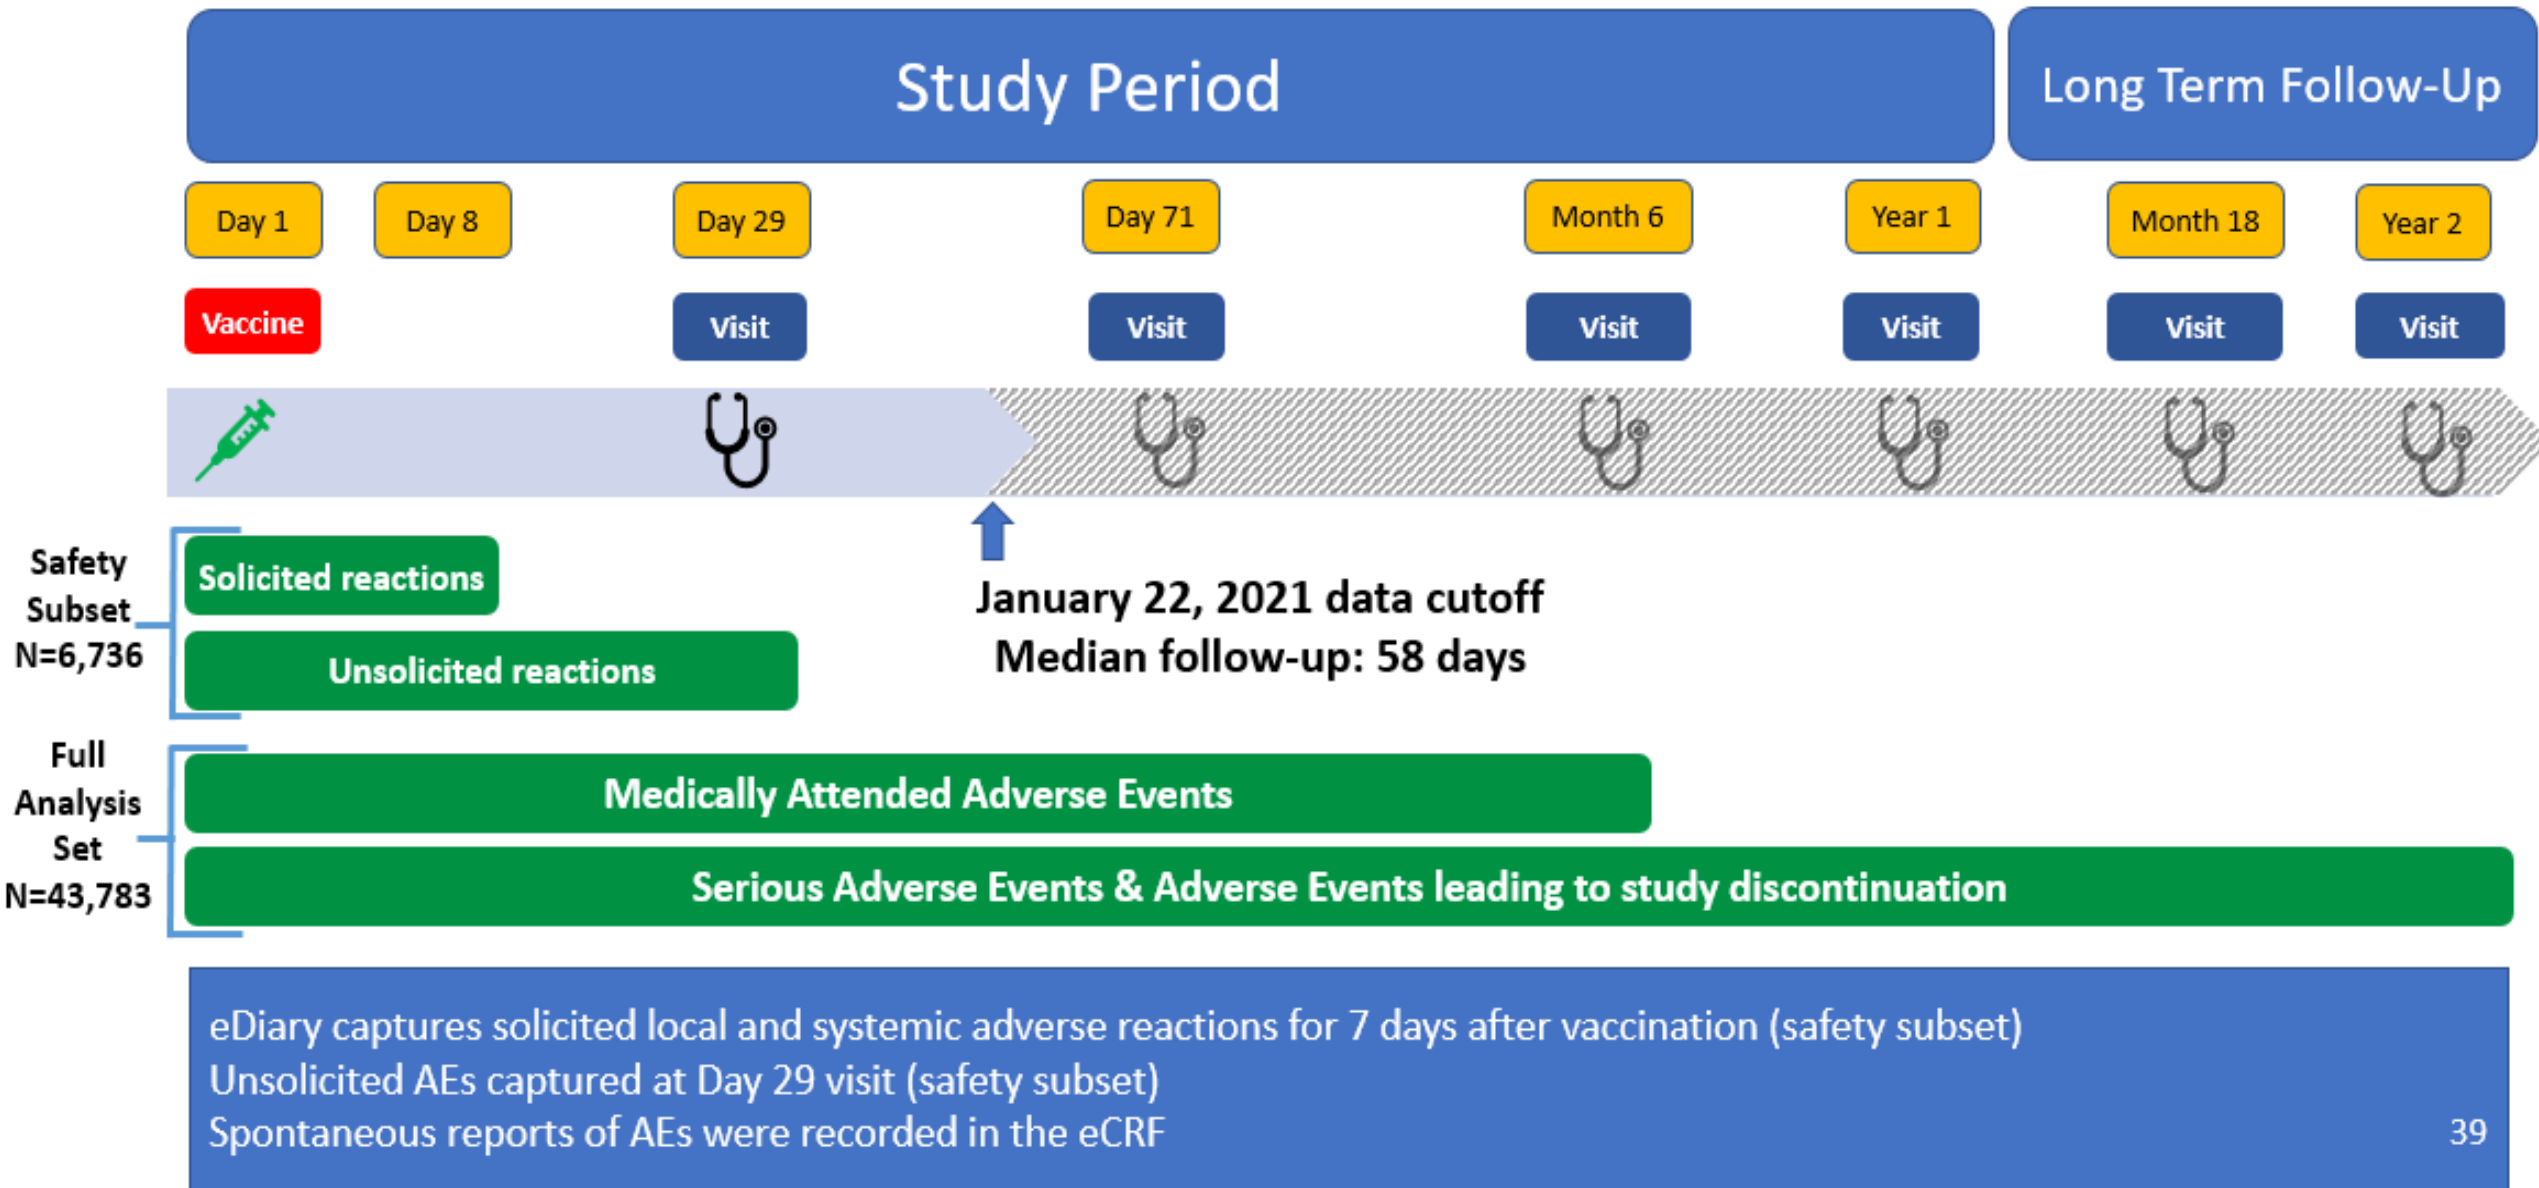 Study Period
Long Term Follow-Up
Day 1
Day 8
Day 29
Day 71
Month 6
Year 1
Month 18
Year 2
Vaccine
Visit
Visit
Visit
Visit
Visit
Visit
Safety
Subset
N=6,736
Solicited reactions
Unsolicited reactions
January 22, 2021 data cutoff
Median follow-up: 58 days
Full
Analysis
Set
N=43,783
Medically Attended Adverse Events
Serious Adverse Events & Adverse Events leading to study discontinuation
eDiary captures solicited local and systemic adverse reactions for 7 days after vaccination (safety subset)
Unsolicited AEs captured at Day 29 visit (safety subset)
Spontaneous reports of AEs were recorded in the eCRF
39